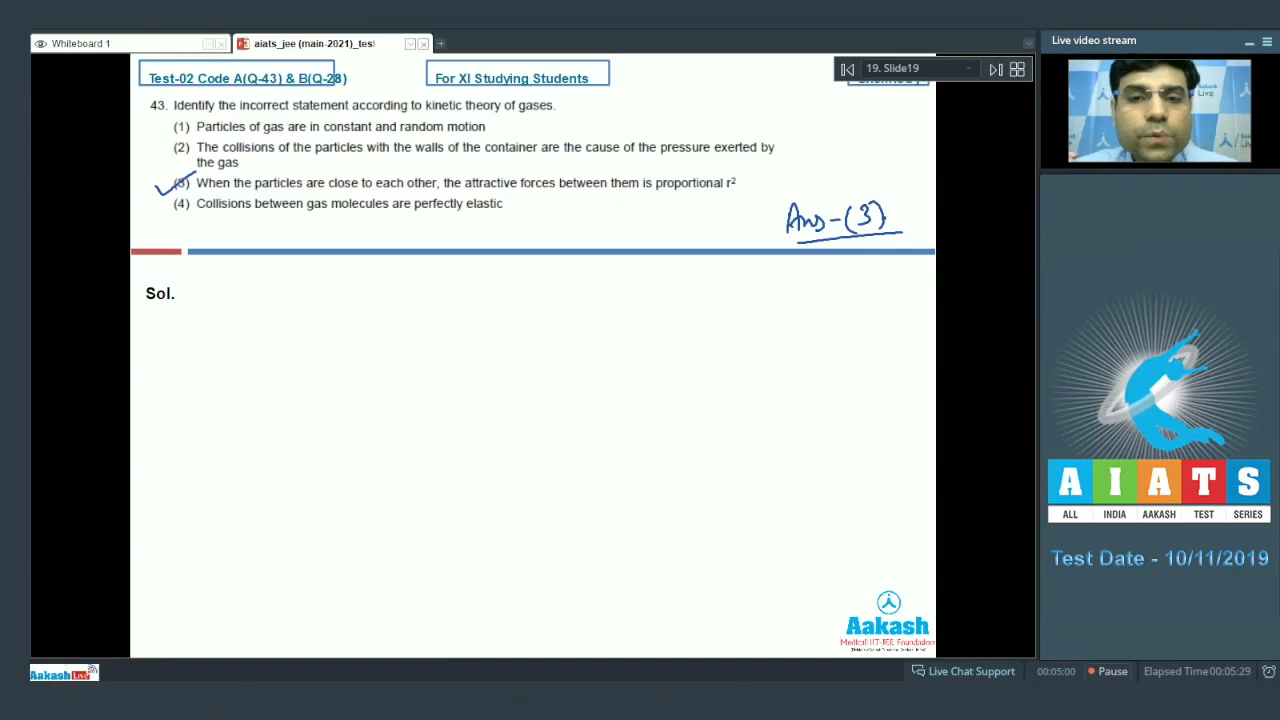 Whiteboard 1
aiats_jee (main-2021)_test
Live video stream
Test-02 Code A(Q-43) & B(Q-28)
For XI Studying Students
19. Slide19
43. Identify the incorrect statement according to kinetic theory of gases.
(1) Particles of gas are in constant and random motion
(2) The collisions of the particles with the walls of the container are the cause of the pressure exerted by
the gas
(3) When the particles are close to each other, the attractive forces between them is proportional r²
(4) Collisions between gas molecules are perfectly elastic
Ans-(3)
Sol.
A I A T S
ALL INDIA AAKASH TEST SERIES
Test Date - 10/11/2019
Aakash
Medical|IIT-JEE|Foundations
Aakash Live
Live Chat Support
00:05:00
Pause
Elapsed Time 00:05:29